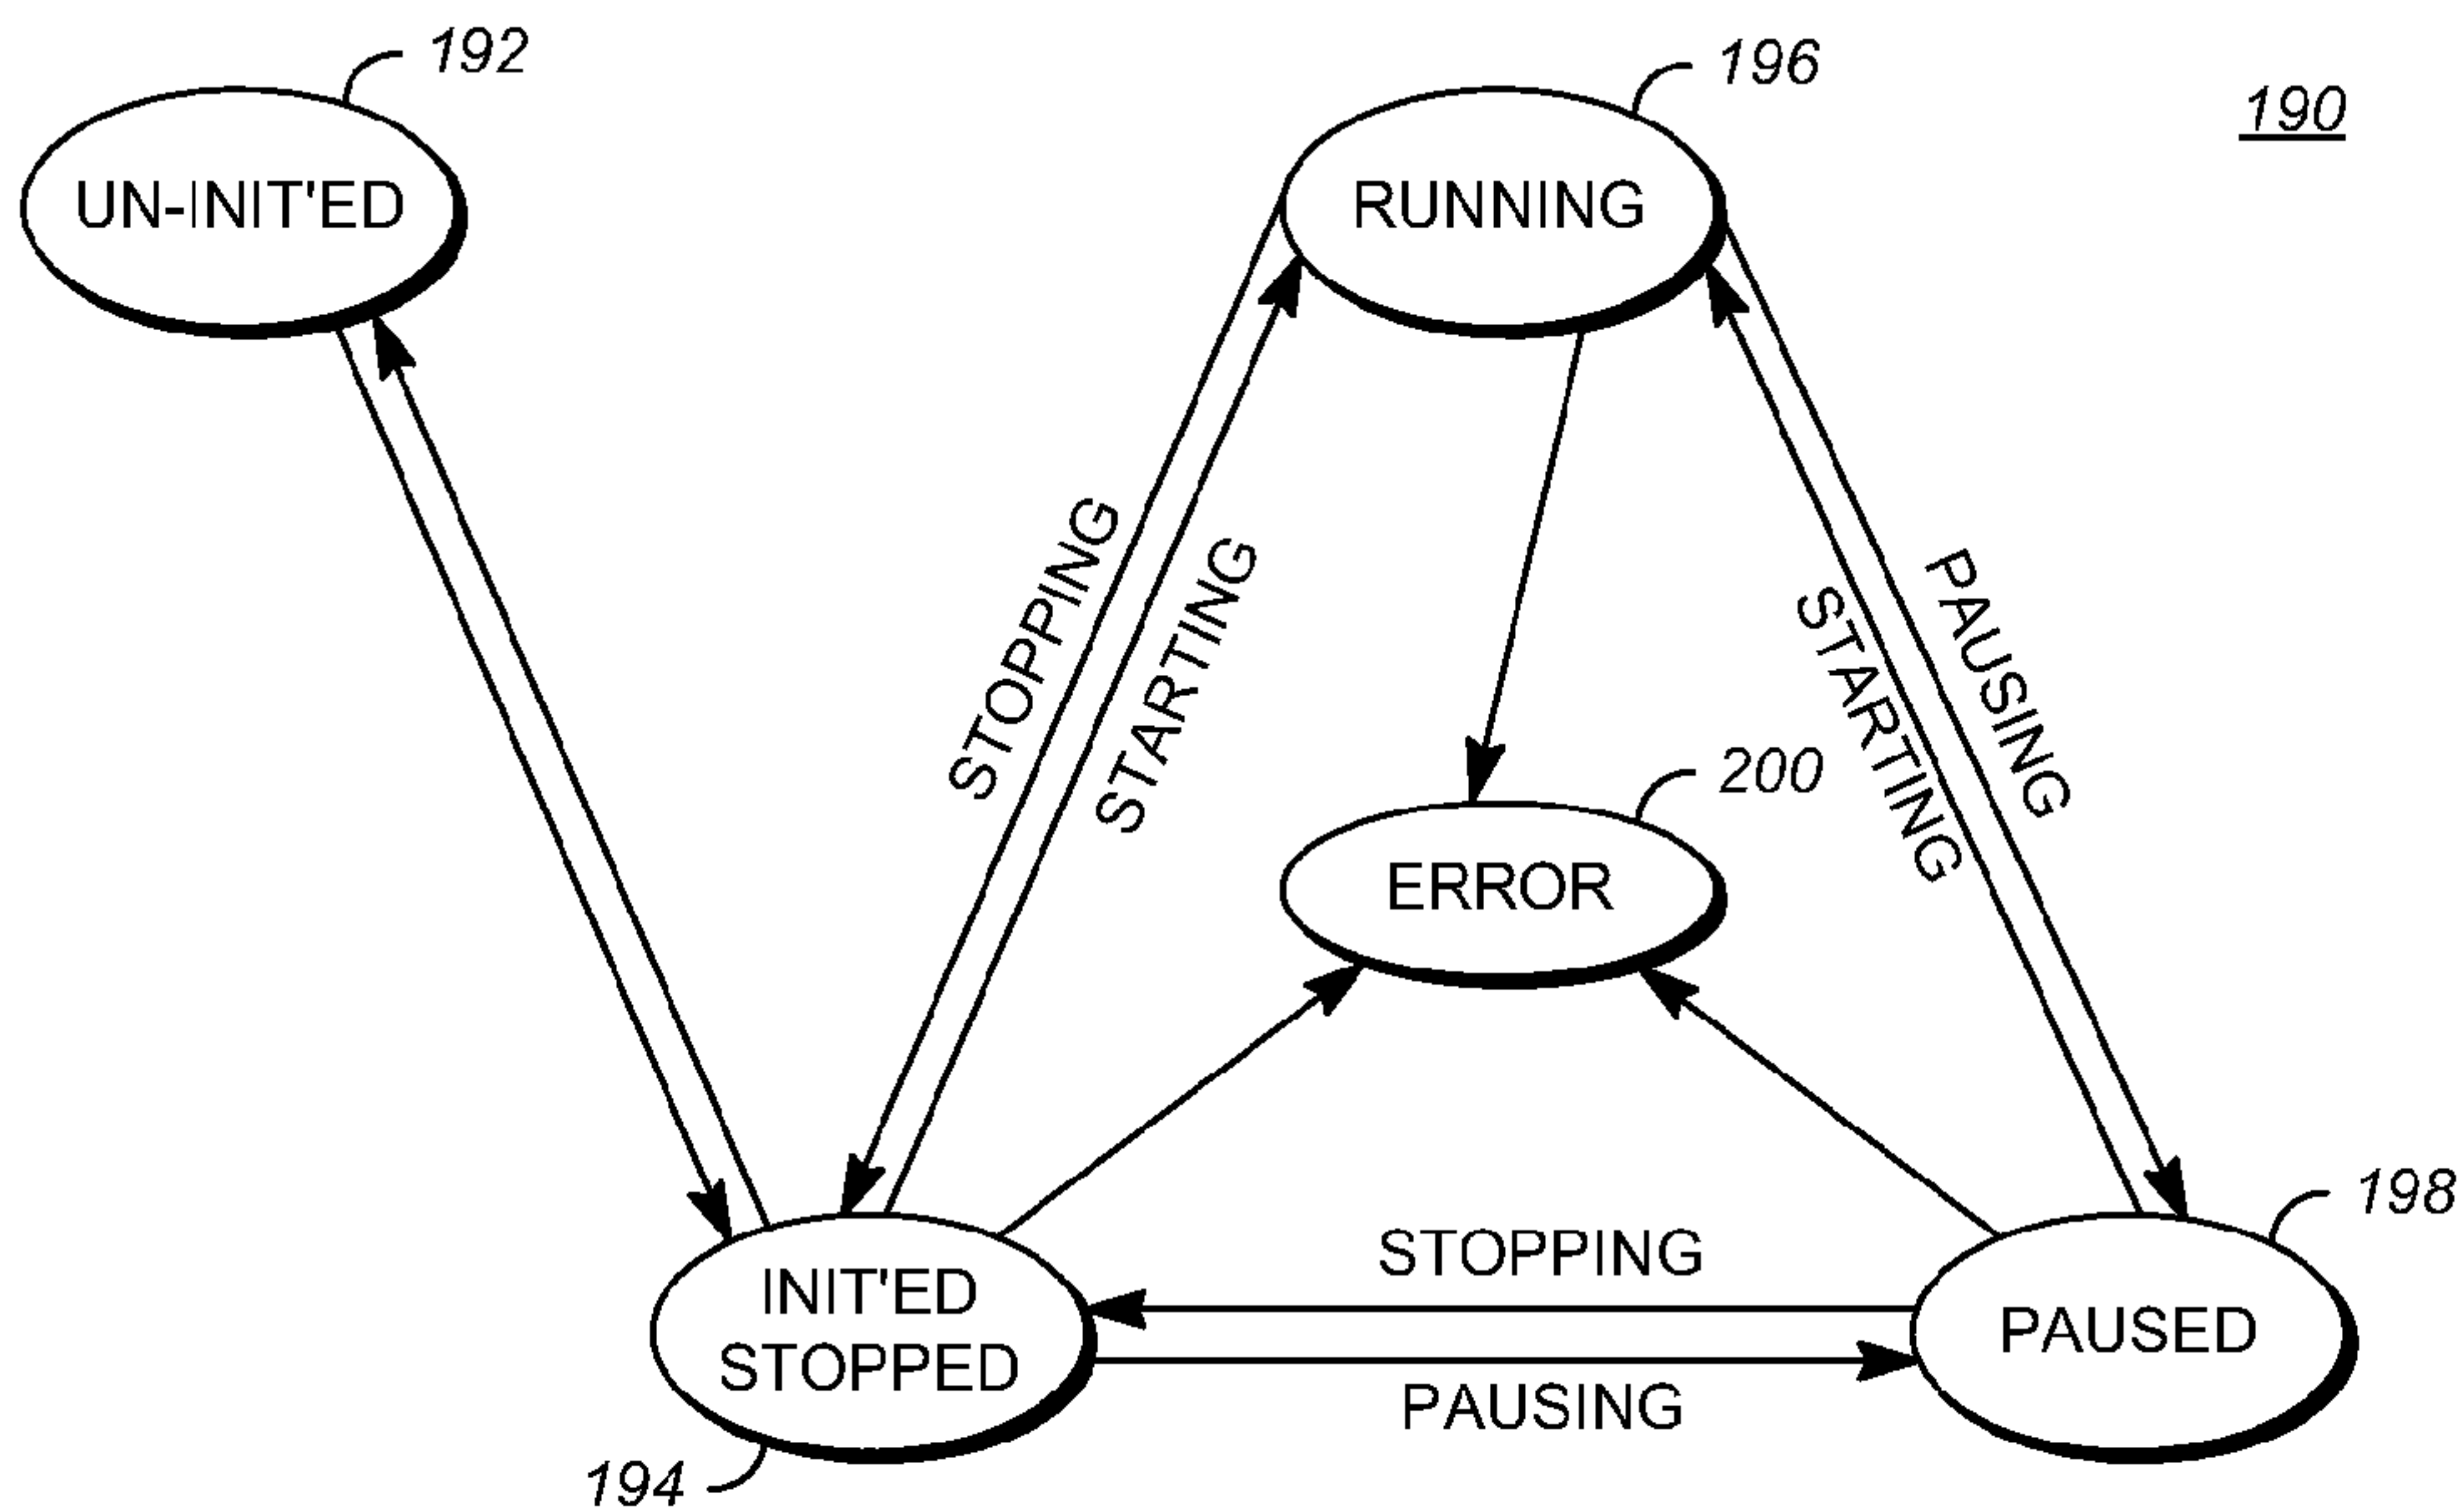 192
196
190
UN-INIT'ED
RUNNING
STOPPING
STARTING
STARTING
PAUSING
200
ERROR
198
STOPPING
INIT'ED
STOPPED
PAUSED
PAUSING
194